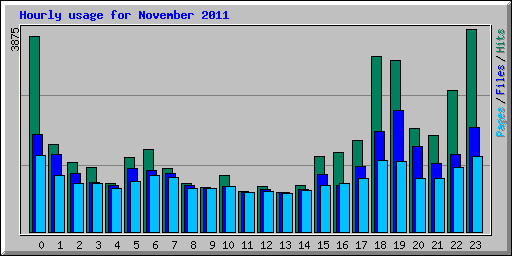 Hourly usage for November 2011
3875
Pages / Files / Hits
0 1 2 3 4 5 6 7 8 9 10 11 12 13 14 15 16 17 18 19 20 21 22 23